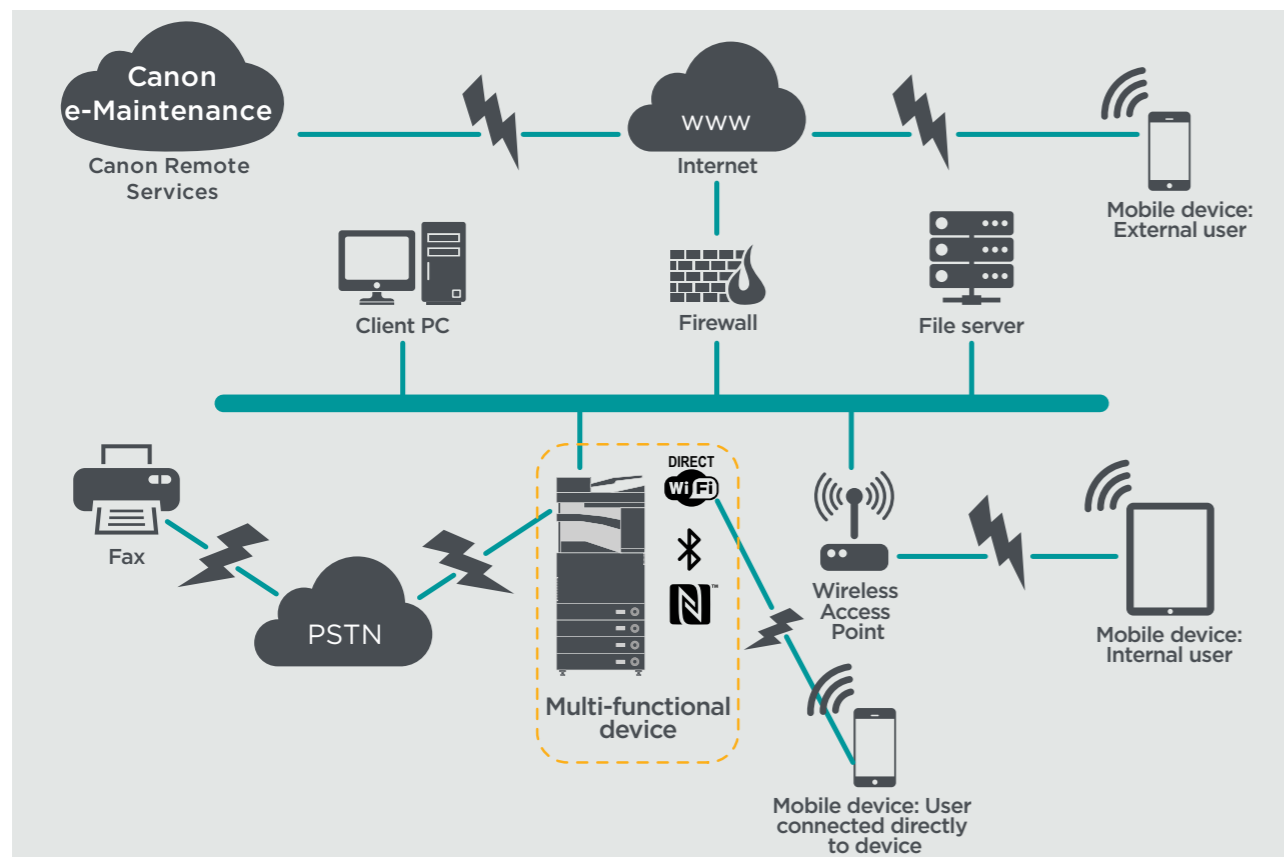 Canon
e-Maintenance
Canon Remote
Services
www
Internet
Mobile device:
External user
Client PC
Firewall
File server
Fax
PSTN
DIRECT
Wi Fi
N™
Multi-functional
device
Wireless
Access
Point
Mobile device:
Internal user
Mobile device: User
connected directly
to device